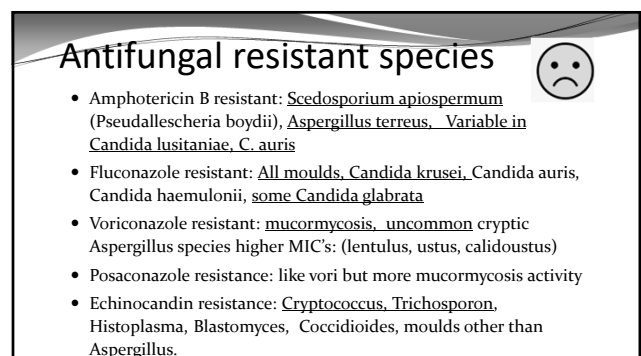 Antifungal resistant species
• Amphotericin B resistant: Scedosporium apiospermum
(Pseudallescheria boydii), Aspergillus terreus, Variable in
Candida lusitaniae, C. auris
• Fluconazole resistant: All moulds, Candida krusei, Candida auris,
Candida haemulonii, some Candida glabrata
• Voriconazole resistant: mucormycosis, uncommon cryptic
Aspergillus species higher MIC's: (lentulus, ustus, calidoustus)
• Posaconazole resistance: like vori but more mucormycosis activity
• Echinocandin resistance: Cryptococcus, Trichosporon,
Histoplasma, Blastomyces, Coccidioides, moulds other than
Aspergillus.